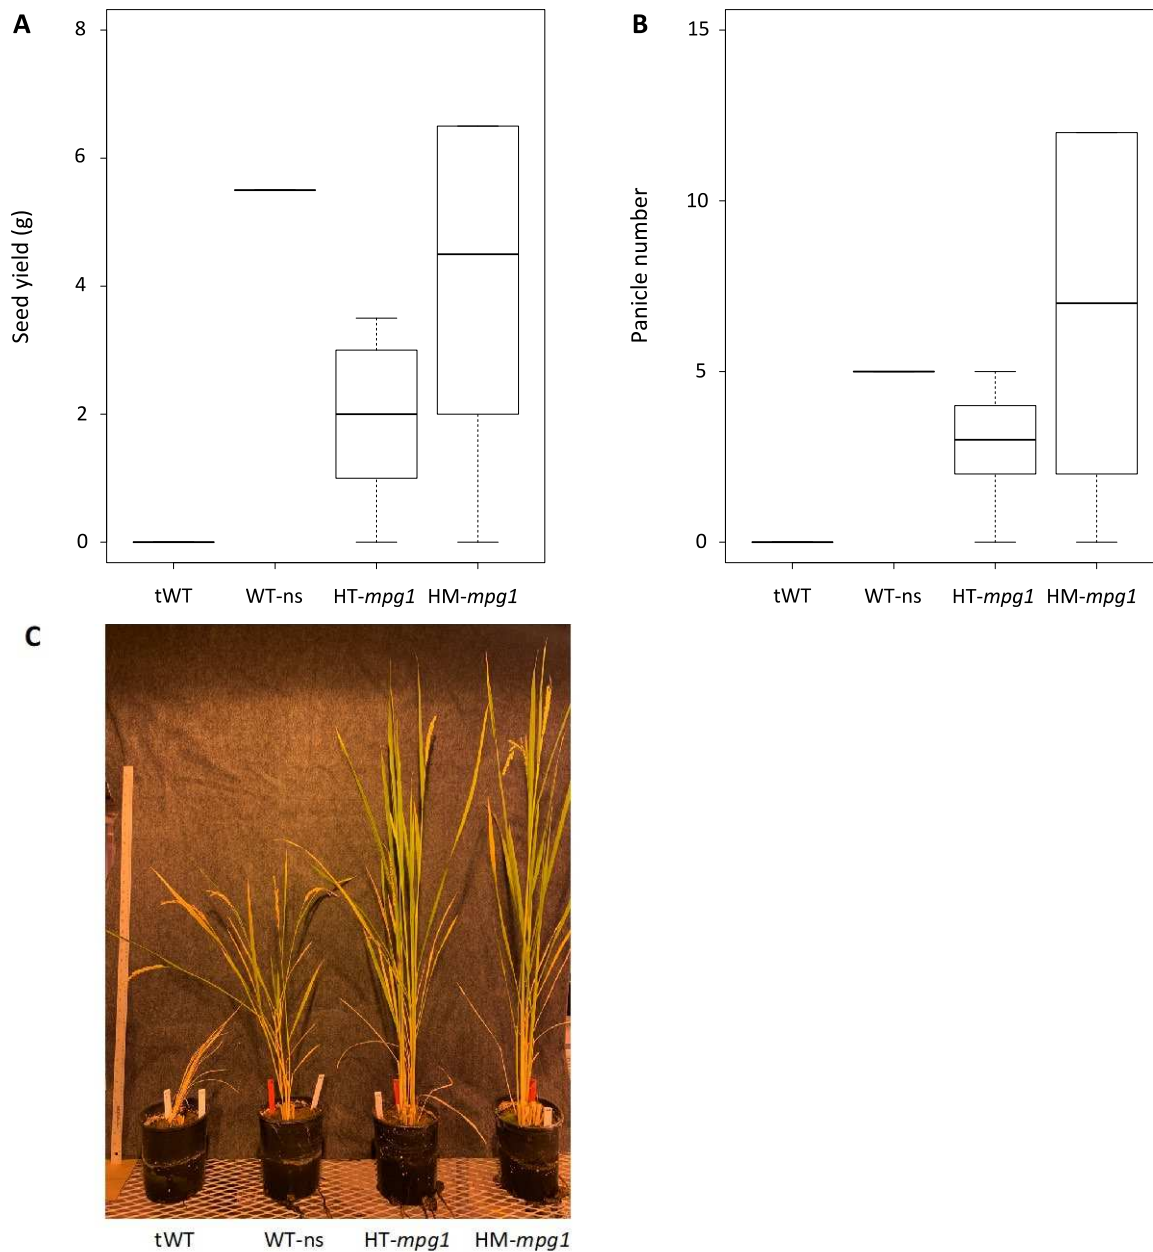 A
8
6
4
2
0
Seed yield (g)
tWT WT-ns HT-mpg1 HM-mpg1
B
15
10
5
0
Panicle number
tWT WT-ns HT-mpg1 HM-mpg1
C
tWT WT-ns HT-mpg1 HM-mpg1